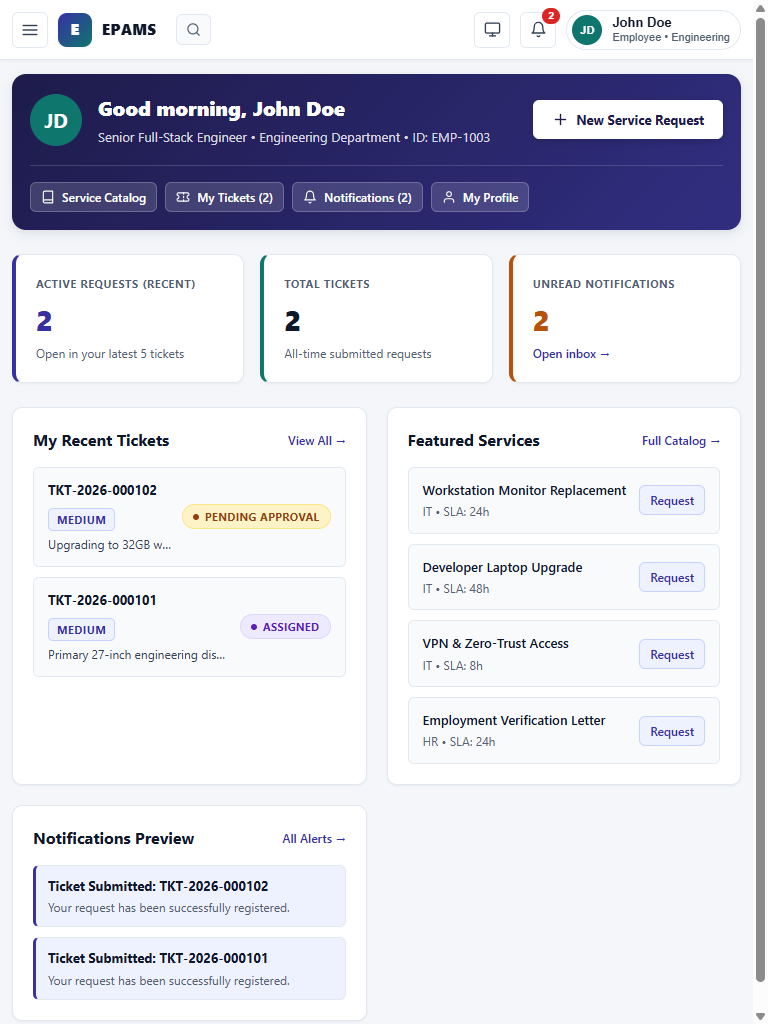 E EPAMS
2
JD
John Doe
Employee • Engineering
JD
Good morning, John Doe
Senior Full-Stack Engineer • Engineering Department • ID: EMP-1003
New Service Request
Service Catalog
My Tickets (2)
Notifications (2)
My Profile
ACTIVE REQUESTS (RECENT)
2
Open in your latest 5 tickets
TOTAL TICKETS
2
All-time submitted requests
UNREAD NOTIFICATIONS
2
Open inbox →
My Recent Tickets
View All →
TKT-2026-000102
MEDIUM
Upgrading to 32GB w...
• PENDING APPROVAL
TKT-2026-000101
MEDIUM
Primary 27-inch engineering dis...
• ASSIGNED
Featured Services
Full Catalog →
Workstation Monitor Replacement
IT • SLA: 24h
Request
Developer Laptop Upgrade
IT • SLA: 48h
Request
VPN & Zero-Trust Access
IT • SLA: 8h
Request
Employment Verification Letter
HR • SLA: 24h
Request
Notifications Preview
All Alerts →
Ticket Submitted: TKT-2026-000102
Your request has been successfully registered.
Ticket Submitted: TKT-2026-000101
Your request has been successfully registered.